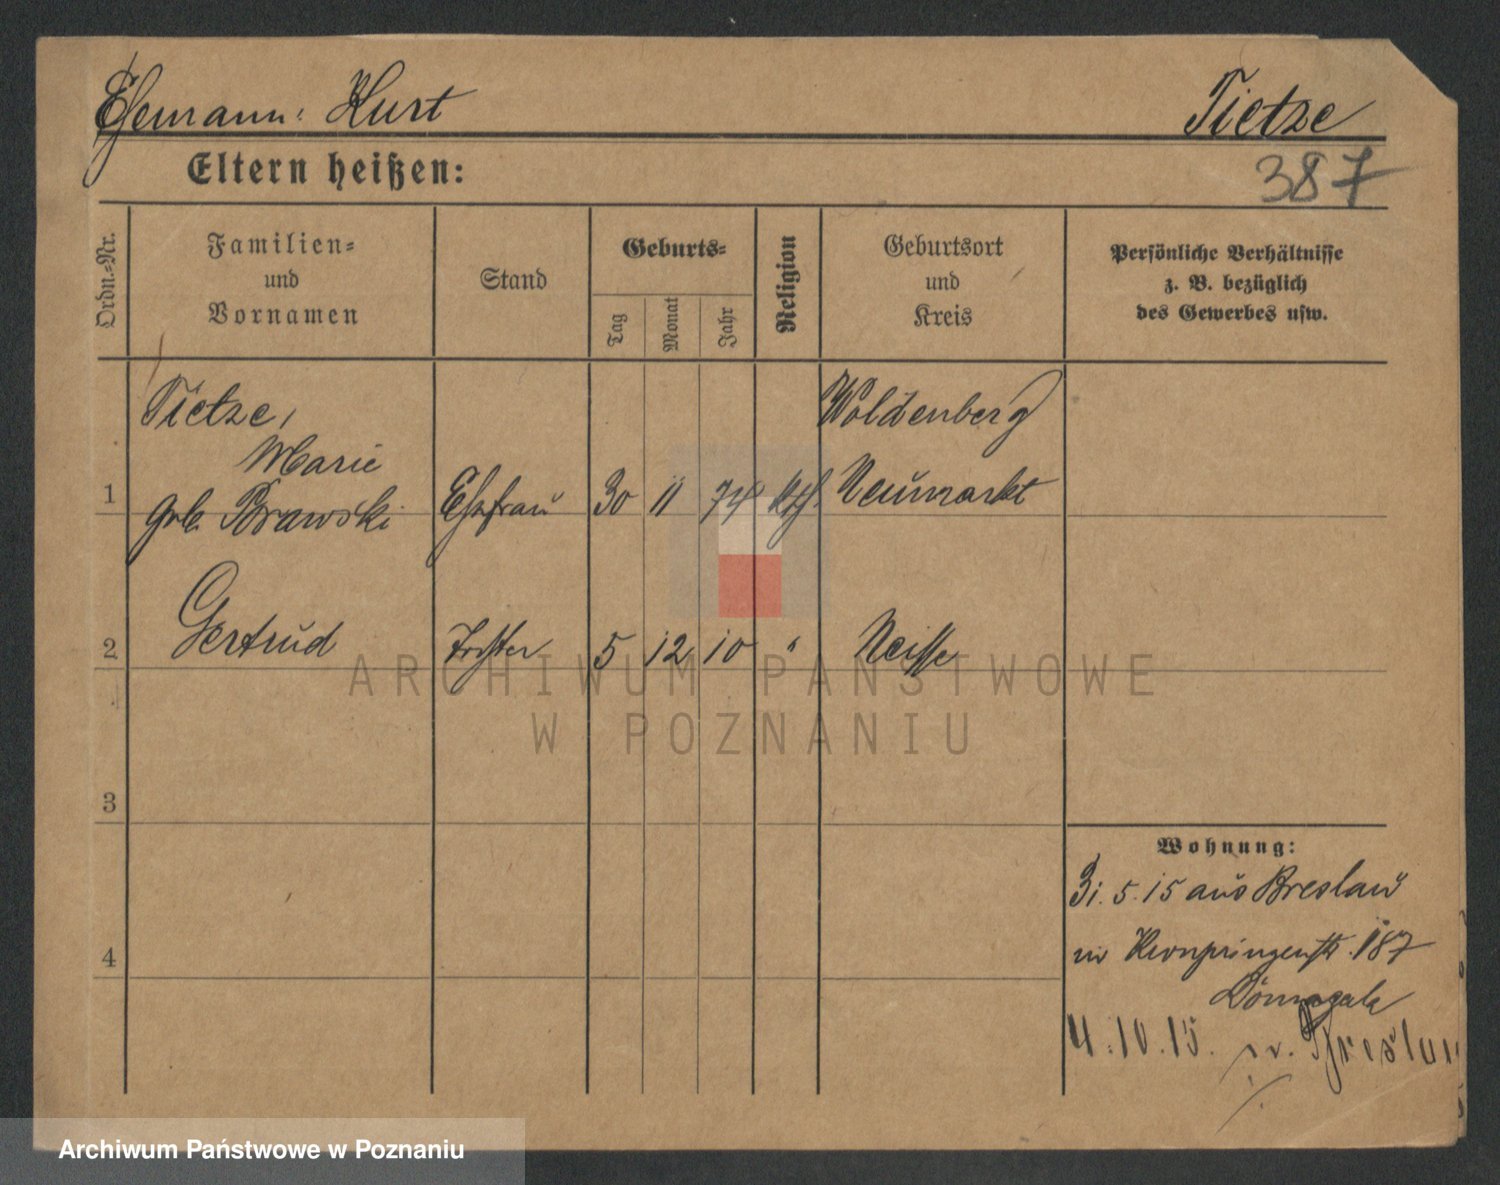 Ehemann: Kurt Tietze
387
Eltern heißen:
Ordn.-Nr.
Familien-
und
Vornamen
Stand
Geburts-
Tag Monat Jahr
Religion
Geburtsort
und
Kreis
Persönliche Verhältnisse
z. B. bezüglich
des Gewerbes usw.
Tietze,
Marie
1 geb. Brawski Ehefrau 30 11 74 kth. Woldenberg
Neumarkt
2 Gertrud Tochter 5 12 10 " Neisse
3
4
Wohnung:
31. 5. 15 aus Breslau
in Kronprinzenstr. 187
4. 10. 15. n. Breslau
ARCHIWUM PAŃSTWOWE
W POZNANIU
Archiwum Państwowe w Poznaniu